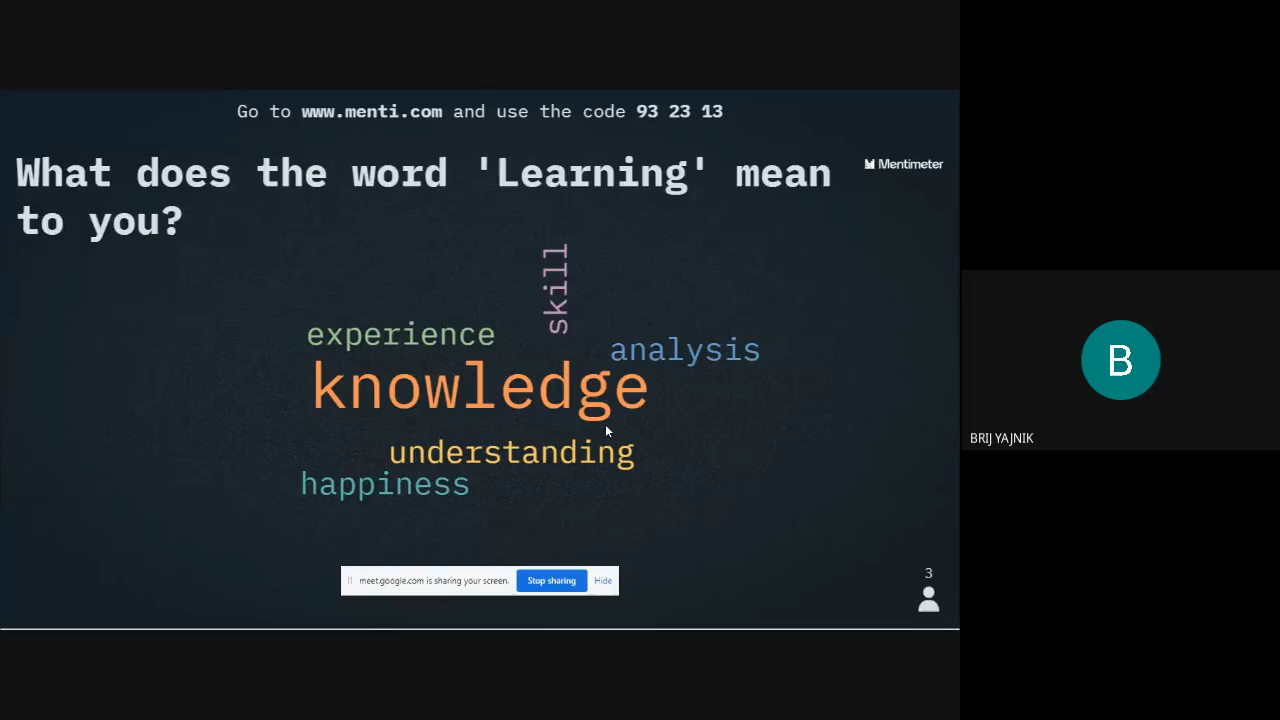 Go to www.menti.com and use the code 93 23 13
What does the word 'Learning' mean
to you?
Mentimeter
skill
experience
analysis
knowledge
understanding
happiness
meet.google.com is sharing your screen.
Stop sharing
Hide
3
B
BRIJ YAJNIK